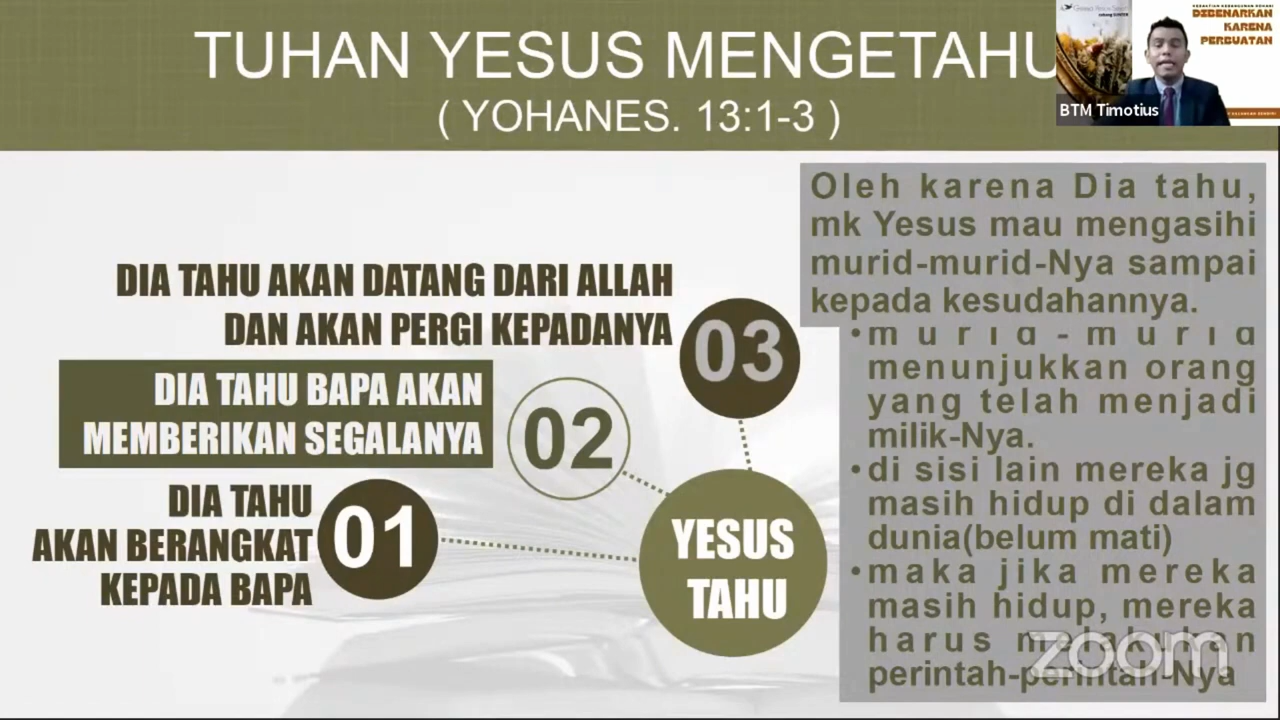 TUHAN YESUS MENGETAHU
( YOHANES. 13:1-3 )
DIBENARKAN
KARENA
PERBUATAN
BTM Timotius
Oleh karena Dia tahu,
mk Yesus mau mengasihi
murid-murid-Nya sampai
kepada kesudahannya.
•murid-murid
menunjukkan orang
yang telah menjadi
milik-Nya.
•di sisi lain mereka jg
masih hidup di dalam
dunia(belum mati)
•maka jika mereka
masih hidup, mereka
harus melakukan
perintah-perintah-Nya
DIA TAHU AKAN DATANG DARI ALLAH
DAN AKAN PERGI KEPADANYA
03
DIA TAHU BAPA AKAN
MEMBERIKAN SEGALANYA
02
DIA TAHU
AKAN BERANGKAT
KEPADA BAPA
01
YESUS
TAHU
zoom